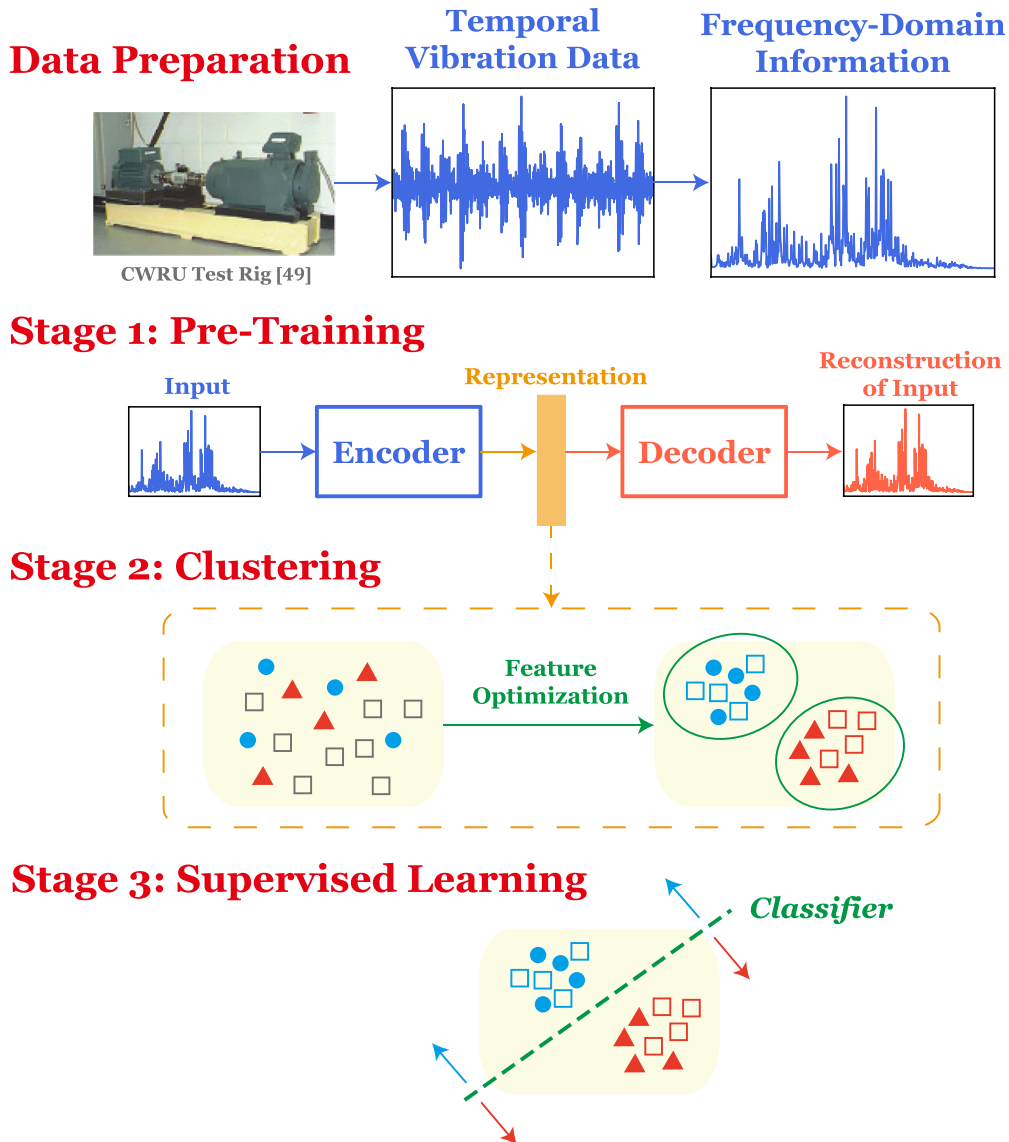 Data Preparation
Temporal
Vibration Data
Frequency-Domain
Information
CWRU Test Rig [49]
Stage 1: Pre-Training
Input
Encoder
Representation
Decoder
Reconstruction
of Input
Stage 2: Clustering
Feature
Optimization
Stage 3: Supervised Learning
Classifier